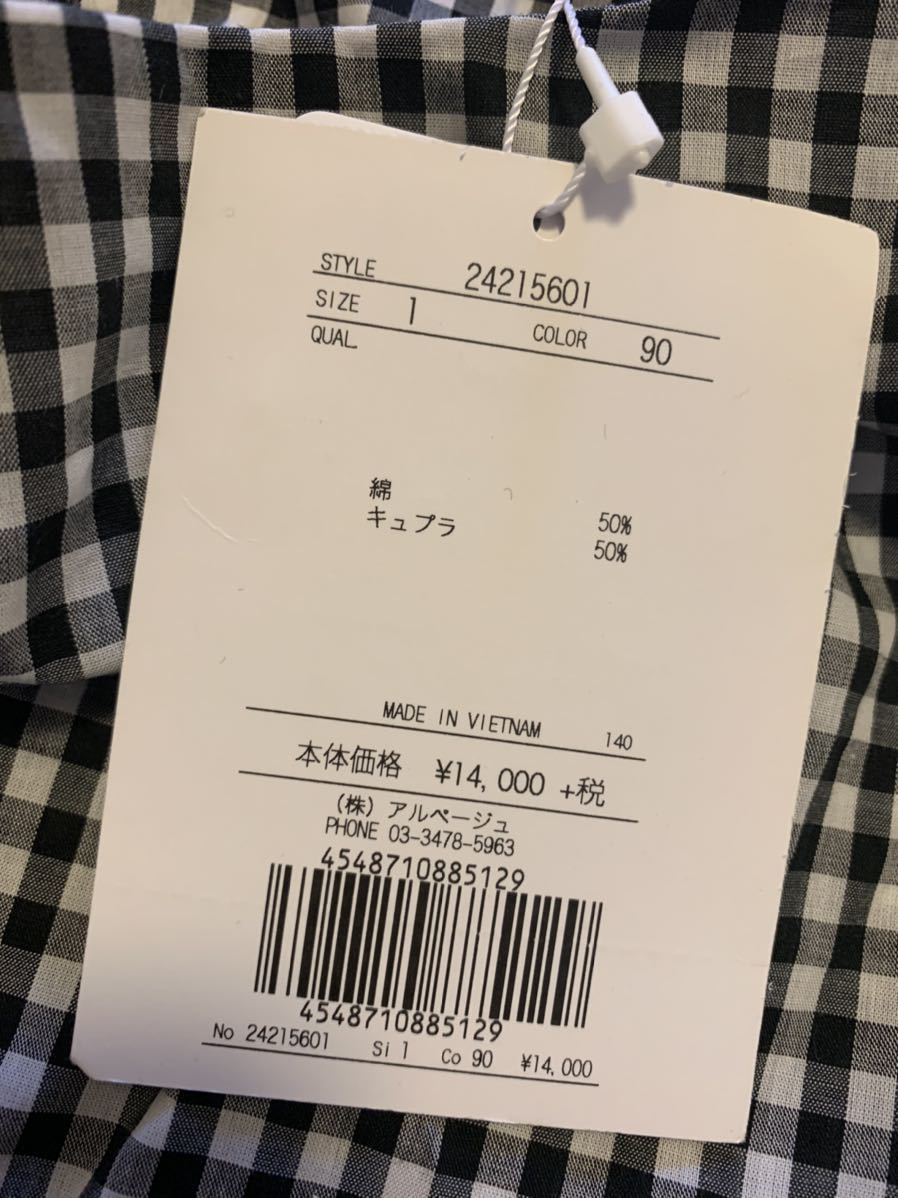 STYLE 24215601
SIZE 1 COLOR 90
QUAL
綿 50%
キュプラ 50%
MADE IN VIETNAM 140
本体価格 ¥14,000 +税
(株) アルページュ
PHONE 03-3478-5963
4548710885129
4548710885129
No 24215601 Si 1 Co 90 ¥14,000